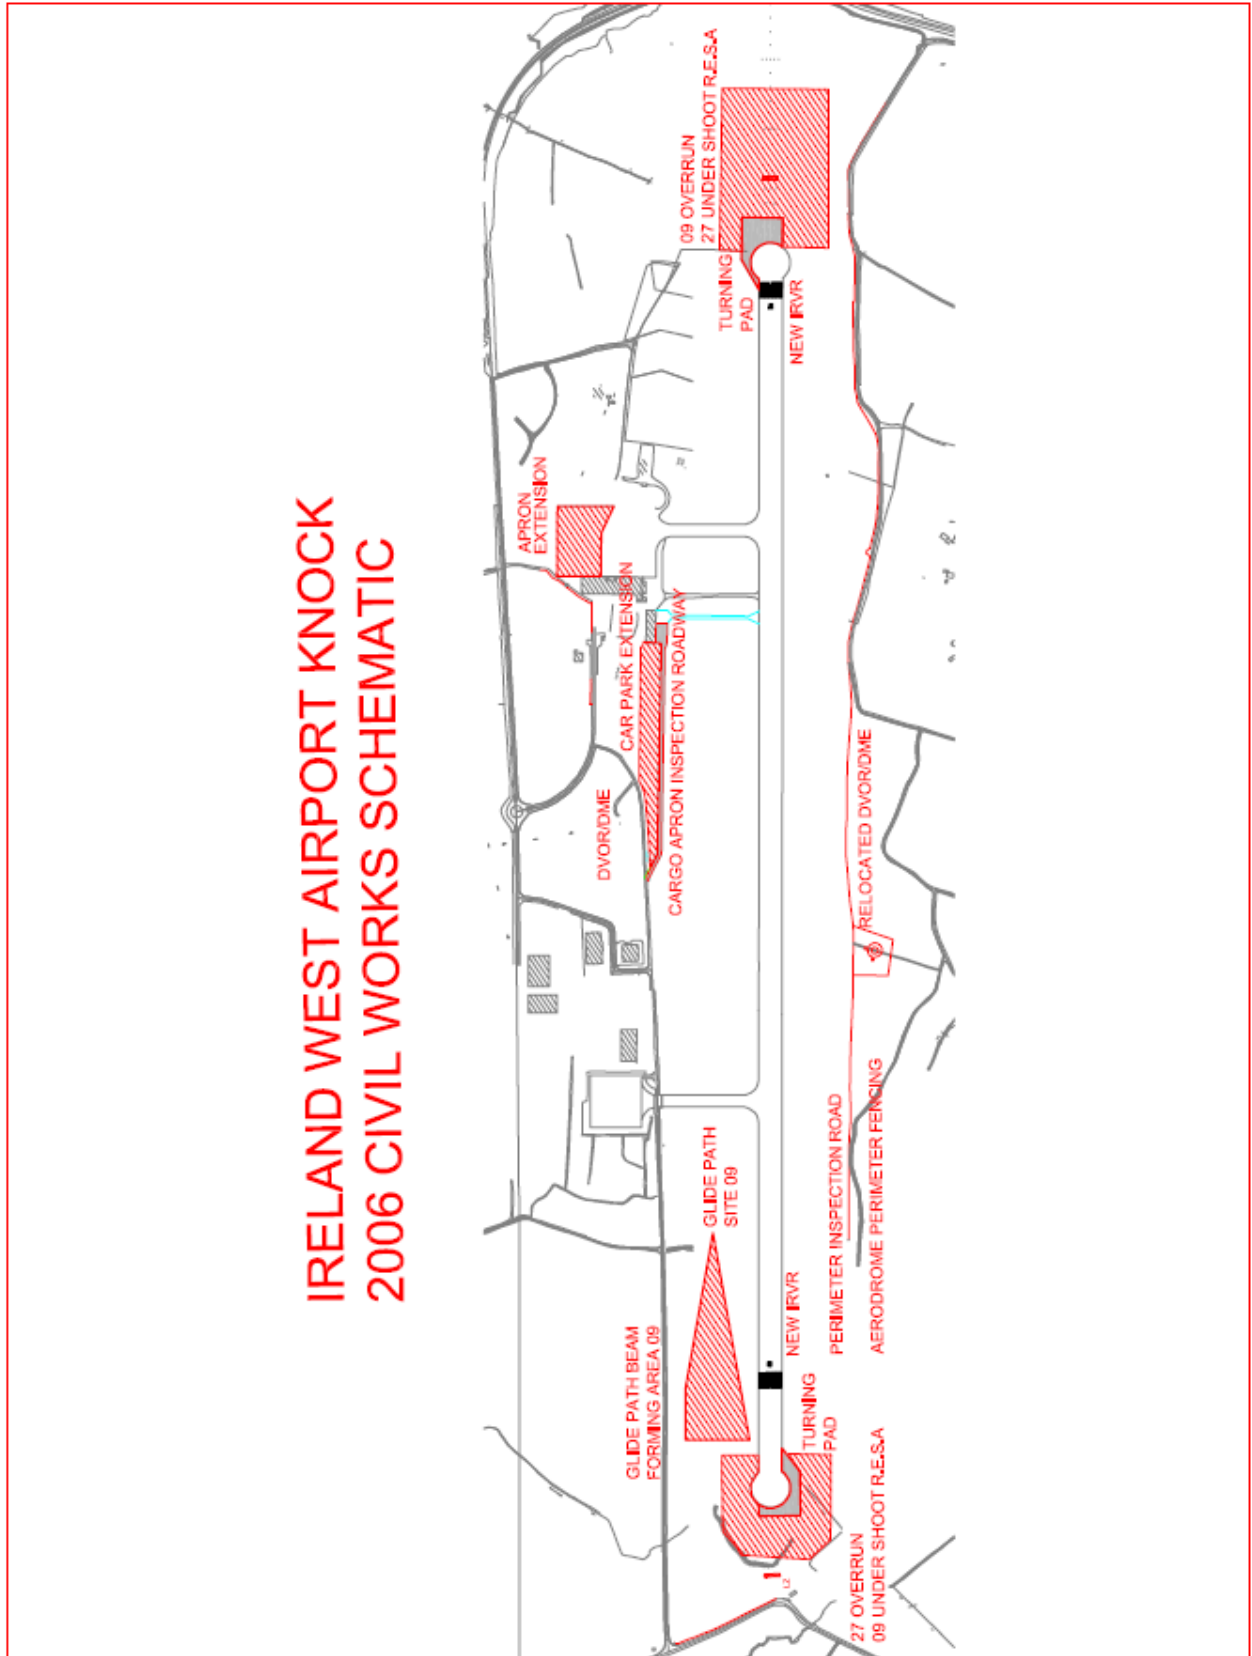 IRELAND WEST AIRPORT KNOCK
2006 CIVIL WORKS SCHEMATIC
09 OVERRUN
27 UNDER SHOOT R.E.S.A
TURNING
PAD
NEW IRVR
APRON
EXTENSION
CAR PARK EXTENSION
CARGO APRON INSPECTION ROADWAY
DVOR/DME
RELOCATED DVOR/DME
GLIDE PATH
SITE 09
GLIDE PATH BEAM
FORMING AREA 09
NEW IRVR
PERIMETER INSPECTION ROAD
AERODROME PERIMETER FENCING
TURNING
PAD
27 OVERRUN
09 UNDER SHOOT R.E.S.A